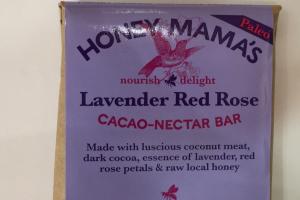 Paleo
HONEY MAMA'S
nourish delight
Lavender Red Rose
CACAO-NECTAR BAR
Made with luscious coconut meat,
dark cocoa, essence of lavender, red
rose petals & raw local honey